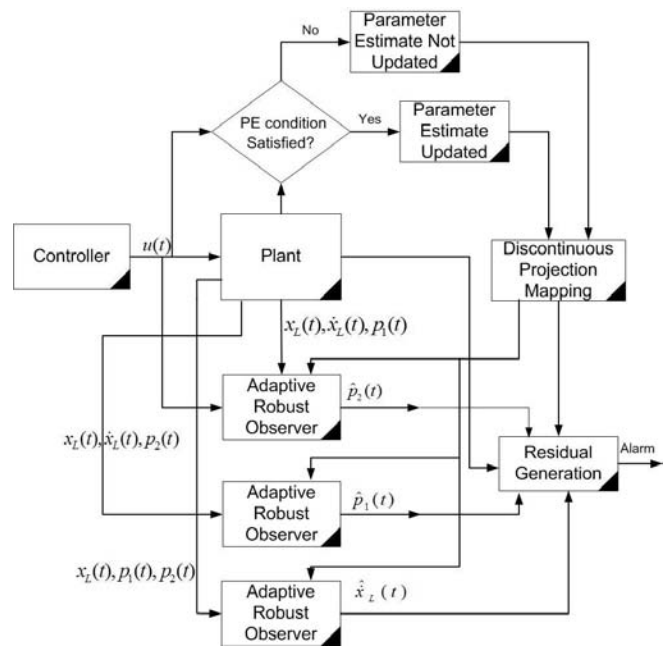 Parameter
Estimate Not
Updated
No
PE condition
Satisfied?
Yes
Parameter
Estimate
Updated
Controller
u(t)
Plant
Discontinuous
Projection
Mapping
x_L(t), ẋ_L(t), p_1(t)
Adaptive
Robust
Observer
p̂_2(t)
x_L(t), ẋ_L(t), p_2(t)
Residual
Generation
Alarm
Adaptive
Robust
Observer
p̂_1(t)
x_L(t), p_1(t), p_2(t)
Adaptive
Robust
Observer
ẋ̂_L(t)